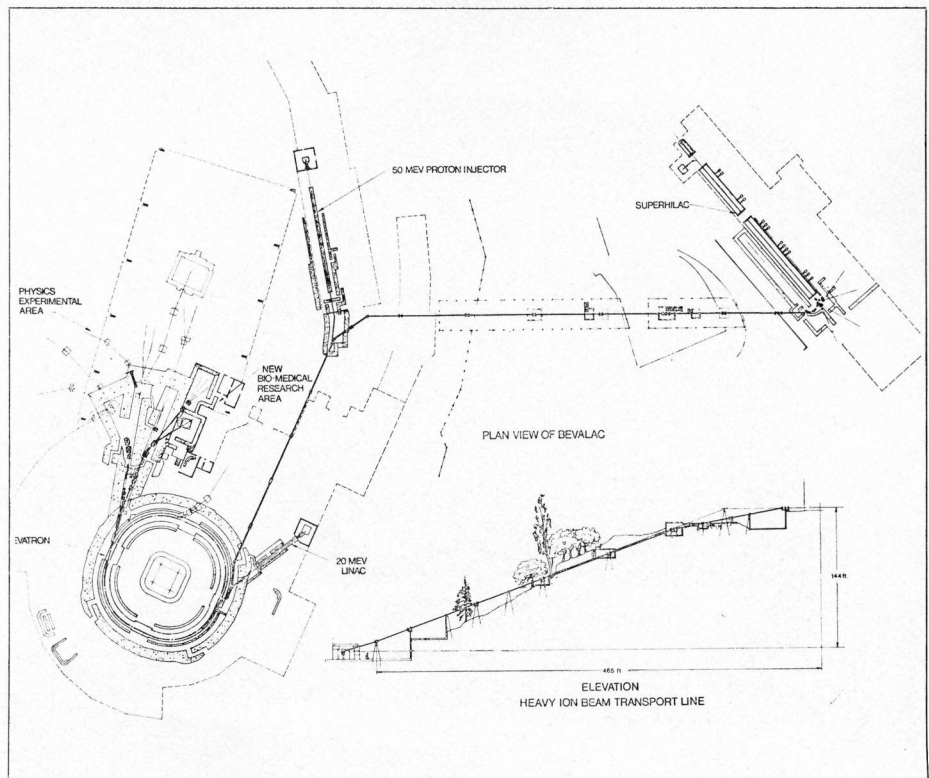 50 MEV PROTON INJECTOR
SUPERHILAC
PHYSICS
EXPERIMENTAL
AREA
NEW
BIO-MEDICAL
RESEARCH
AREA
PLAN VIEW OF BEVALAC
EVATRON
20 MEV
LINAC
144 ft.
465 ft
ELEVATION
HEAVY ION BEAM TRANSPORT LINE